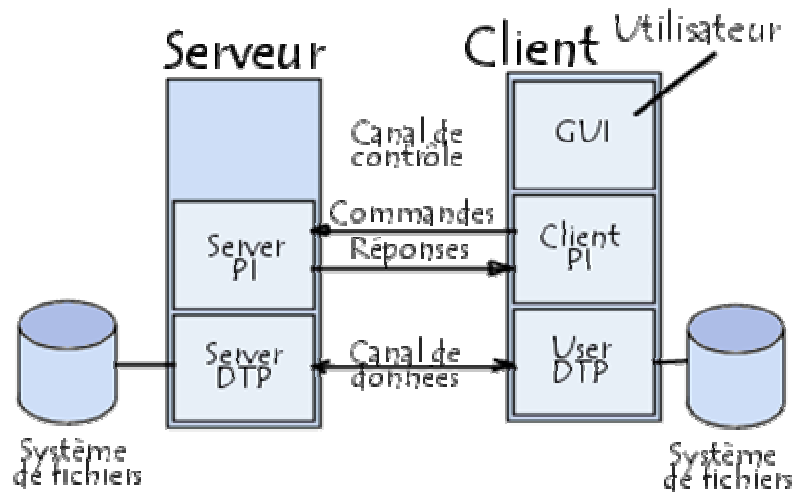 Serveur
Client
Utilisateur
Canal de
contrôle
GUI
Commandes
Réponses
Server
PI
Client
PI
Server
DTP
Canal de
données
User
DTP
Système
de fichiers
Système
de fichiers